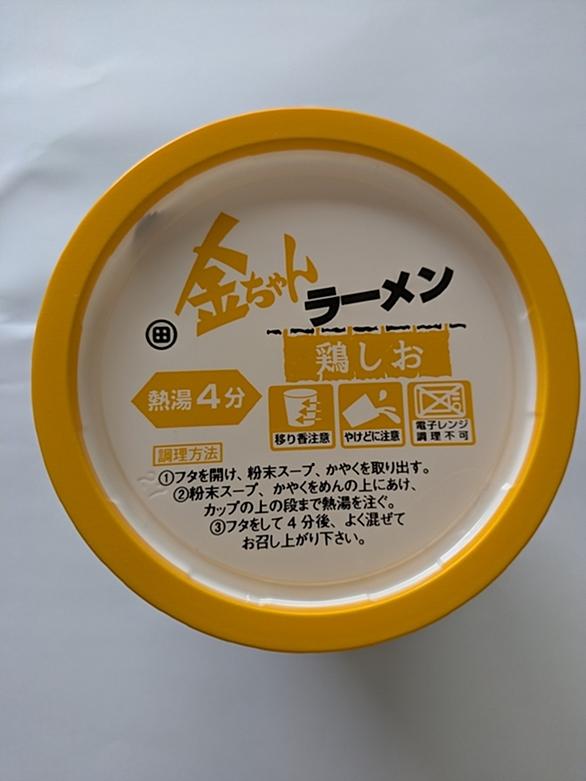 金ちゃん
ラーメン
田
鶏しお
熱湯4分
移り香注意
やけどに注意
電子レンジ
調理不可
調理方法
①フタを開け、粉末スープ、かやくを取り出す。
②粉末スープ、かやくをめんの上にあけ、
カップの上の段まで熱湯を注ぐ。
③フタをして4分後、よく混ぜて
お召し上がり下さい。